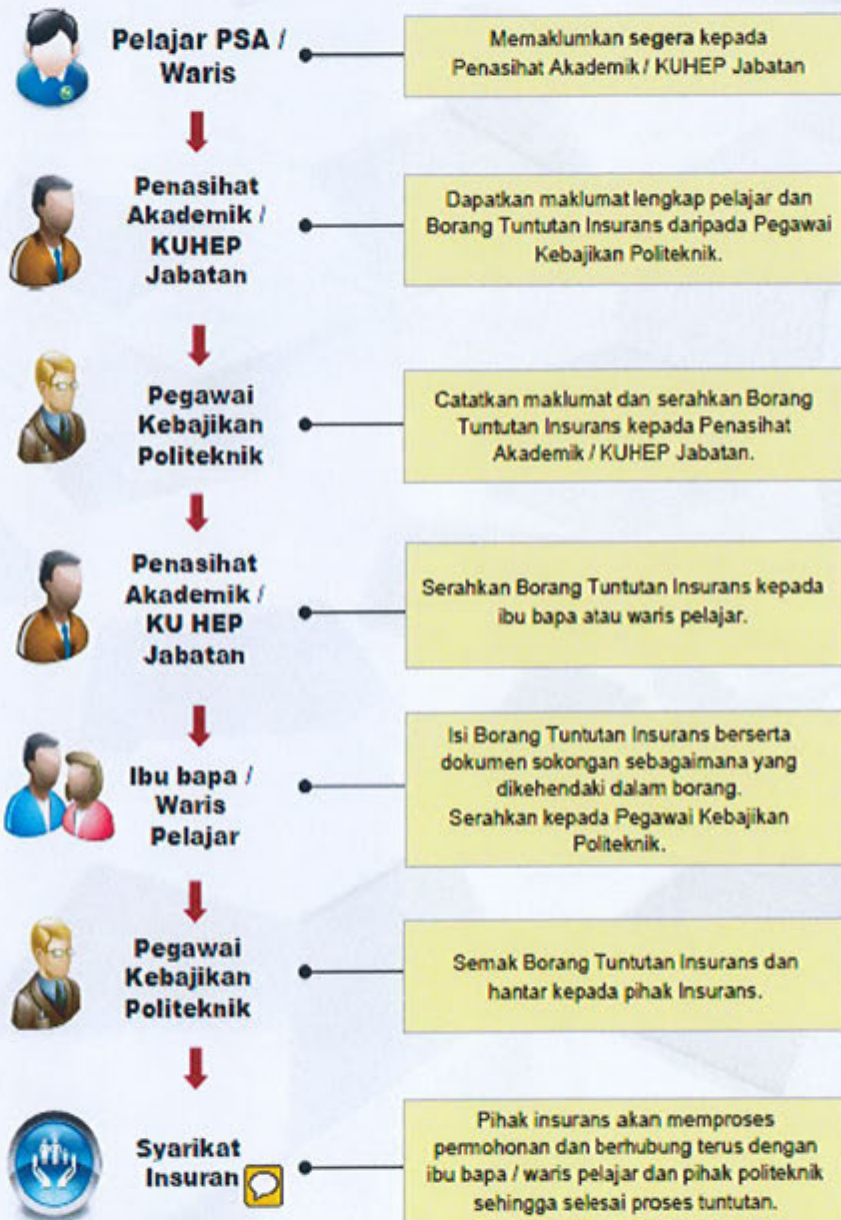 Pelajar PSA /
Waris
Memaklumkan segera kepada
Penasihat Akademik / KUHEP Jabatan
Penasihat
Akademik /
KUHEP
Jabatan
Dapatkan maklumat lengkap pelajar dan
Borang Tuntutan Insurans daripada Pegawai
Kebajikan Politeknik.
Pegawai
Kebajikan
Politeknik
Catatkan maklumat dan serahkan Borang
Tuntutan Insurans kepada Penasihat
Akademik / KUHEP Jabatan.
Penasihat
Akademik /
KU HEP
Jabatan
Serahkan Borang Tuntutan Insurans kepada
ibu bapa atau waris pelajar.
Ibu bapa /
Waris
Pelajar
Isi Borang Tuntutan Insurans berserta
dokumen sokongan sebagaimana yang
dikehendaki dalam borang.
Serahkan kepada Pegawai Kebajikan
Politeknik.
Pegawai
Kebajikan
Politeknik
Semak Borang Tuntutan Insurans dan
hantar kepada pihak Insurans.
Syarikat
Insuran
Pihak insurans akan memproses
permohonan dan berhubung terus dengan
ibu bapa / waris pelajar dan pihak politeknik
sehingga selesai proses tuntutan.